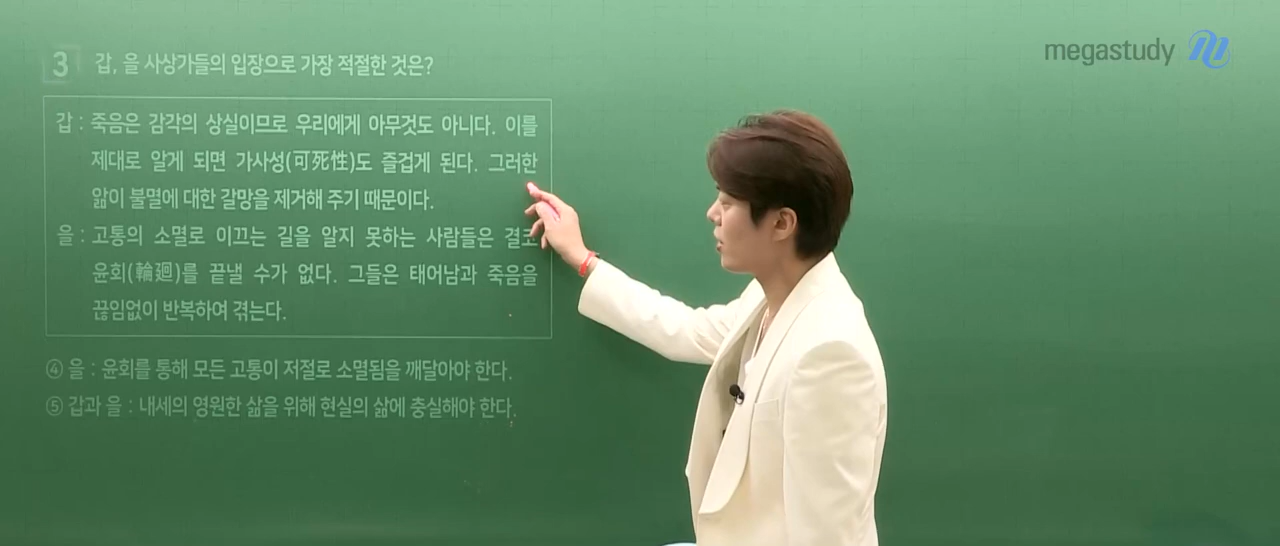 megastudy
3 갑, 을 사상가들의 입장으로 가장 적절한 것은?
갑 : 죽음은 감각의 상실이므로 우리에게 아무것도 아니다. 이를
제대로 알게 되면 가사성(可死性)도 즐겁게 된다. 그러한
앎이 불멸에 대한 갈망을 제거해 주기 때문이다.
을 : 고통의 소멸로 이끄는 길을 알지 못하는 사람들은 결코
윤회(輪廻)를 끝낼 수가 없다. 그들은 태어남과 죽음을
끊임없이 반복하여 겪는다.
④ 을 : 윤회를 통해 모든 고통이 저절로 소멸됨을 깨달아야 한다.
⑤ 갑과 을 : 내세의 영원한 삶을 위해 현실의 삶에 충실해야 한다.